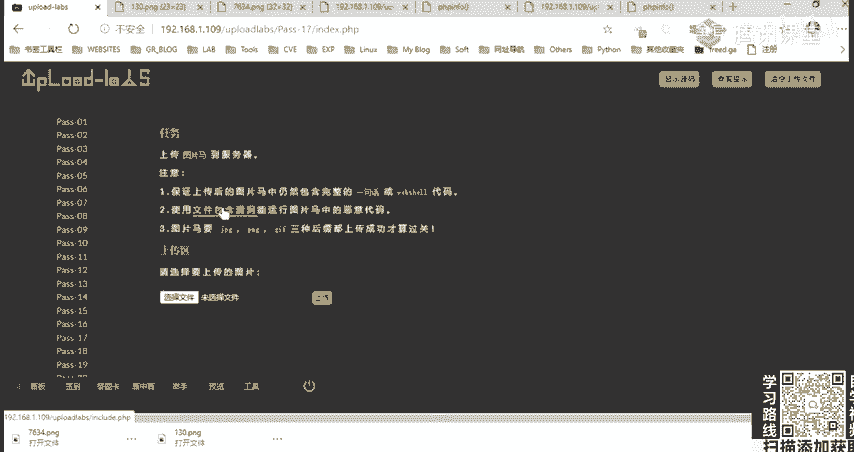 upload-labs
130.png (23×23)
7634.png (32×32)
192.168.1.109/up
phpinfo()
192.168.1.109/up
phpinfo()
不安全 | 192.168.1.109/uploadlabs/Pass-17/index.php
腾讯课堂
书签工具栏 WEBSITES GR_BLOG LAB Tools CVE EXP Linux My Blog Soft 网址导航 Others Python 其他收藏夹 freed.ga 注册
UpLoad-labs
显示源码 查看提示 清空上传文件
Pass-01
Pass-02
Pass-03
Pass-04
Pass-05
Pass-06
Pass-07
Pass-08
Pass-09
Pass-10
Pass-11
Pass-12
Pass-13
Pass-14
Pass-15
Pass-16
Pass-17
Pass-18
Pass-19
任务
上传 图片马 到服务器。
注意:
1.保证上传后的图片马中仍然包含完整的 一句话 或 webshell 代码。
2.使用文件包含漏洞能运行图片马中的恶意代码。
3.图片马要 .jpg , .png , .gif 三种后缀都上传成功才算过关!
上传区
请选择要上传的图片:
选择文件 未选择文件 上传
画板 签到 答题卡 画中画 举手 预览 工具
192.168.1.109/uploadlabs/include.php
7634.png
打开文件
130.png
打开文件
学习路线
扫描添加获取